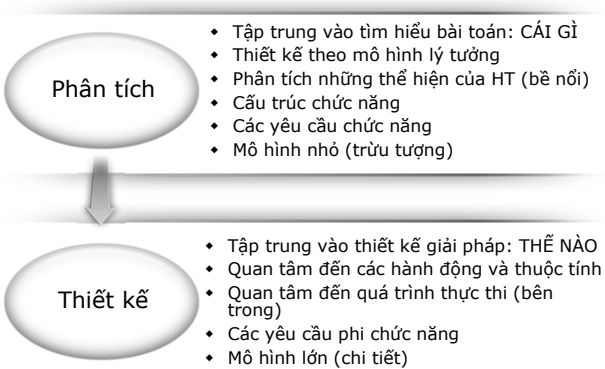 Phân tích
◆ Tập trung vào tìm hiểu bài toán: CÁI GÌ
◆ Thiết kế theo mô hình lý tưởng
◆ Phân tích những thể hiện của HT (bề nổi)
◆ Cấu trúc chức năng
◆ Các yêu cầu chức năng
◆ Mô hình nhỏ (trừu tượng)
Thiết kế
◆ Tập trung vào thiết kế giải pháp: THẾ NÀO
◆ Quan tâm đến các hành động và thuộc tính
◆ Quan tâm đến quá trình thực thi (bên
trong)
◆ Các yêu cầu phi chức năng
◆ Mô hình lớn (chi tiết)